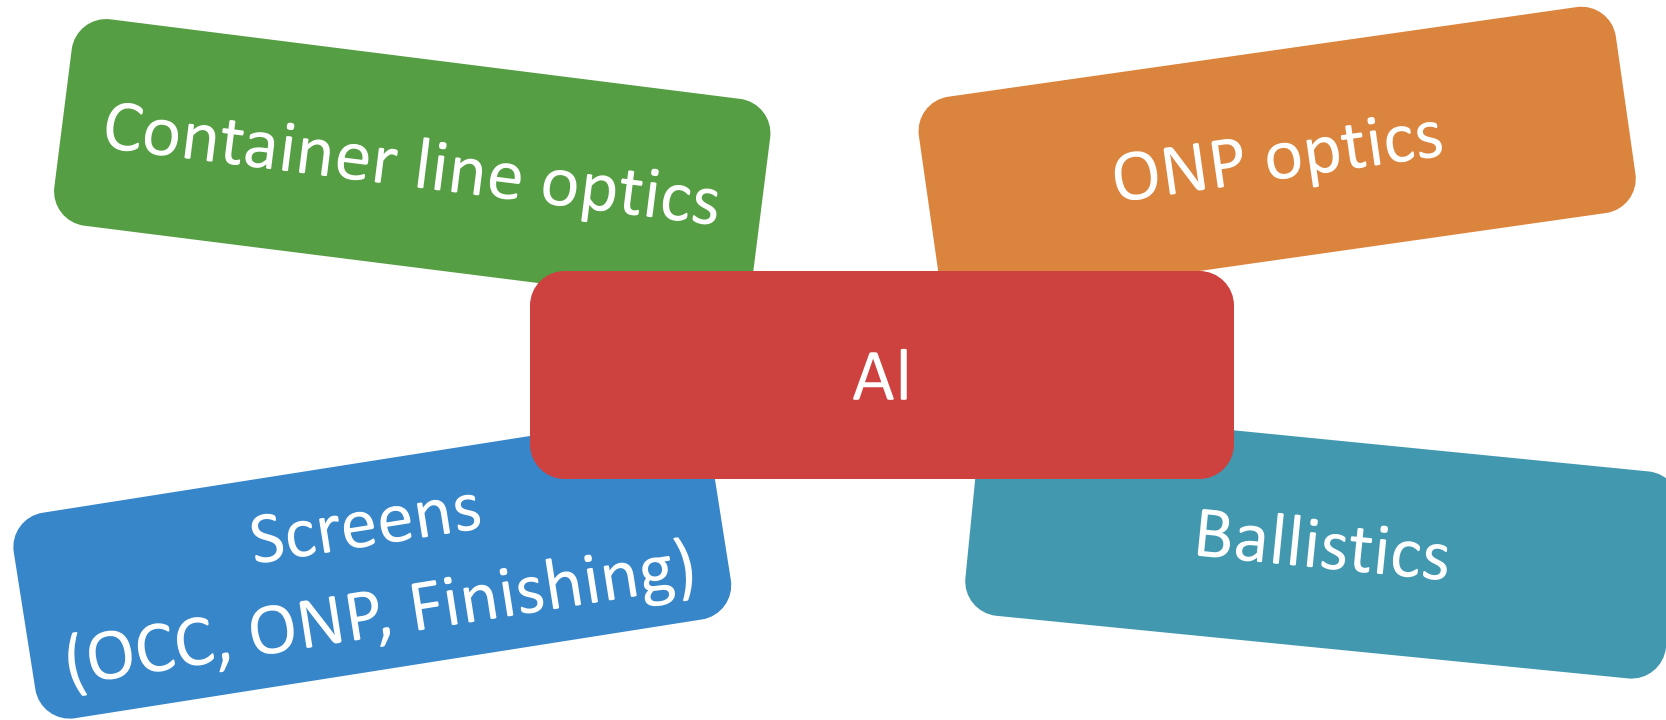 Container line optics
ONP optics
AI
Screens
(OCC, ONP, Finishing)
Ballistics